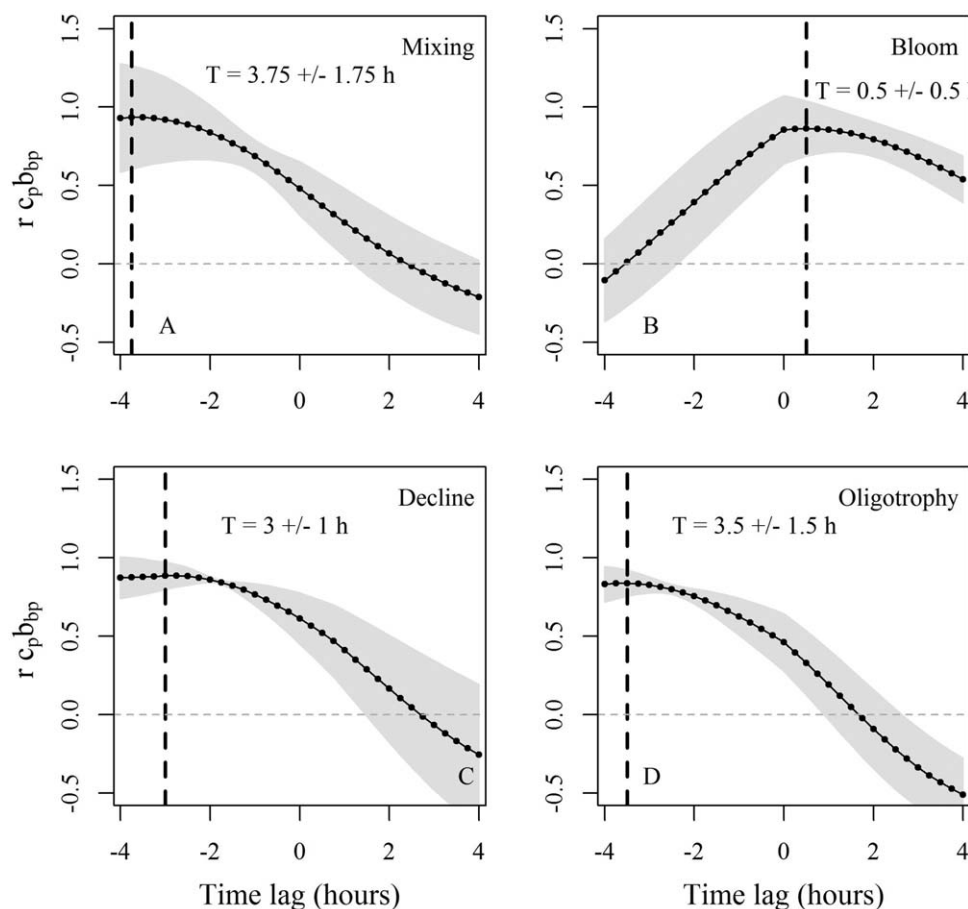 1.5
1.0
0.5
0.0
-0.5
r c_p b_bp
Mixing
T = 3.75 +/- 1.75 h
A
-4 -2 0 2 4
1.5
1.0
0.5
0.0
-0.5
Bloom
T = 0.5 +/- 0.5
B
-4 -2 0 2 4
1.5
1.0
0.5
0.0
-0.5
r c_p b_bp
Decline
T = 3 +/- 1 h
C
-4 -2 0 2 4
Time lag (hours)
1.5
1.0
0.5
0.0
-0.5
Oligotrophy
T = 3.5 +/- 1.5 h
D
-4 -2 0 2 4
Time lag (hours)